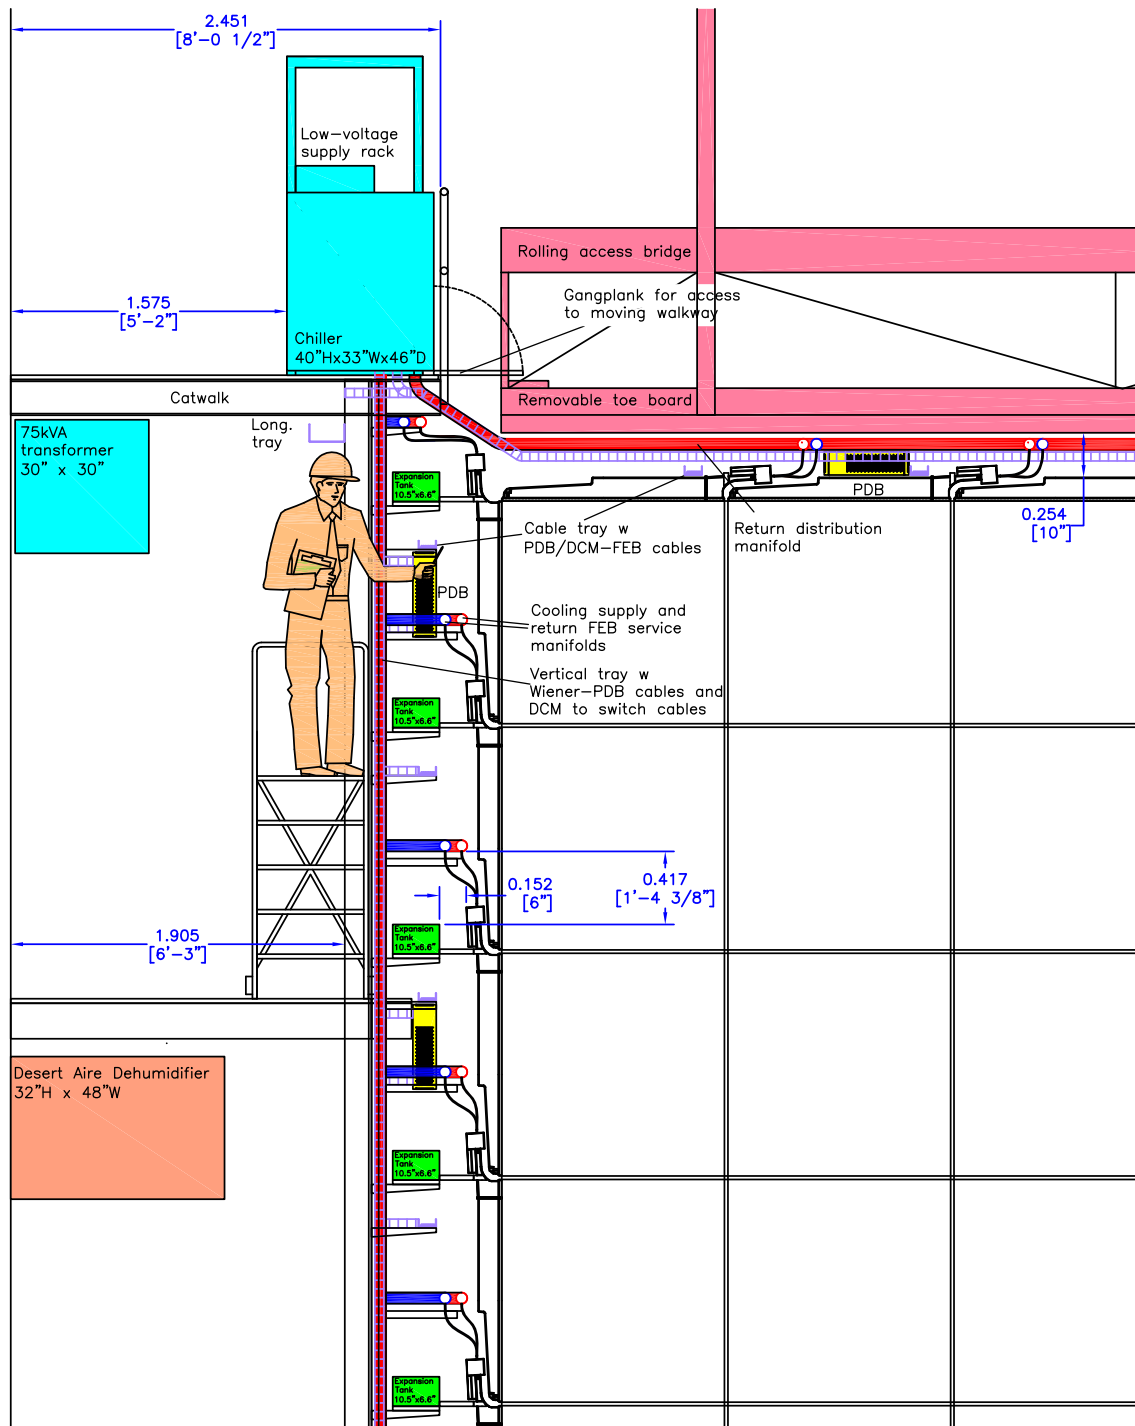 2.451
[8'-0 1/2"]
Low-voltage
supply rack
Rolling access bridge
Gangplank for access
to moving walkway
1.575
[5'-2"]
Chiller
40"Hx33"Wx46"D
Catwalk
Removable toe board
75kVA
transformer
30" x 30"
Long.
tray
Expansion
Tank
10.5"x6.6"
PDB
0.254
[10"]
Cable tray w
PDB/DCM-FEB cables
Return distribution
manifold
PDB
Cooling supply and
return FEB service
manifolds
Vertical tray w
Wiener-PDB cables and
DCM to switch cables
Expansion
Tank
10.5"x6.6"
0.152
[6"]
0.417
[1'-4 3/8"]
1.905
[6'-3"]
Expansion
Tank
10.5"x6.6"
Desert Aire Dehumidifier
32"H x 48"W
Expansion
Tank
10.5"x6.6"
Expansion
Tank
10.5"x6.6"